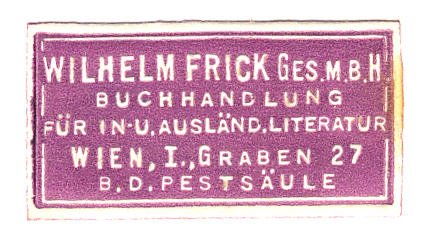 WILHELM FRICK GES.M.B.H
BUCHHANDLUNG
FÜR IN-U.AUSLÄND.LITERATUR
WIEN, I., GRABEN 27
B.D.PESTSÄULE